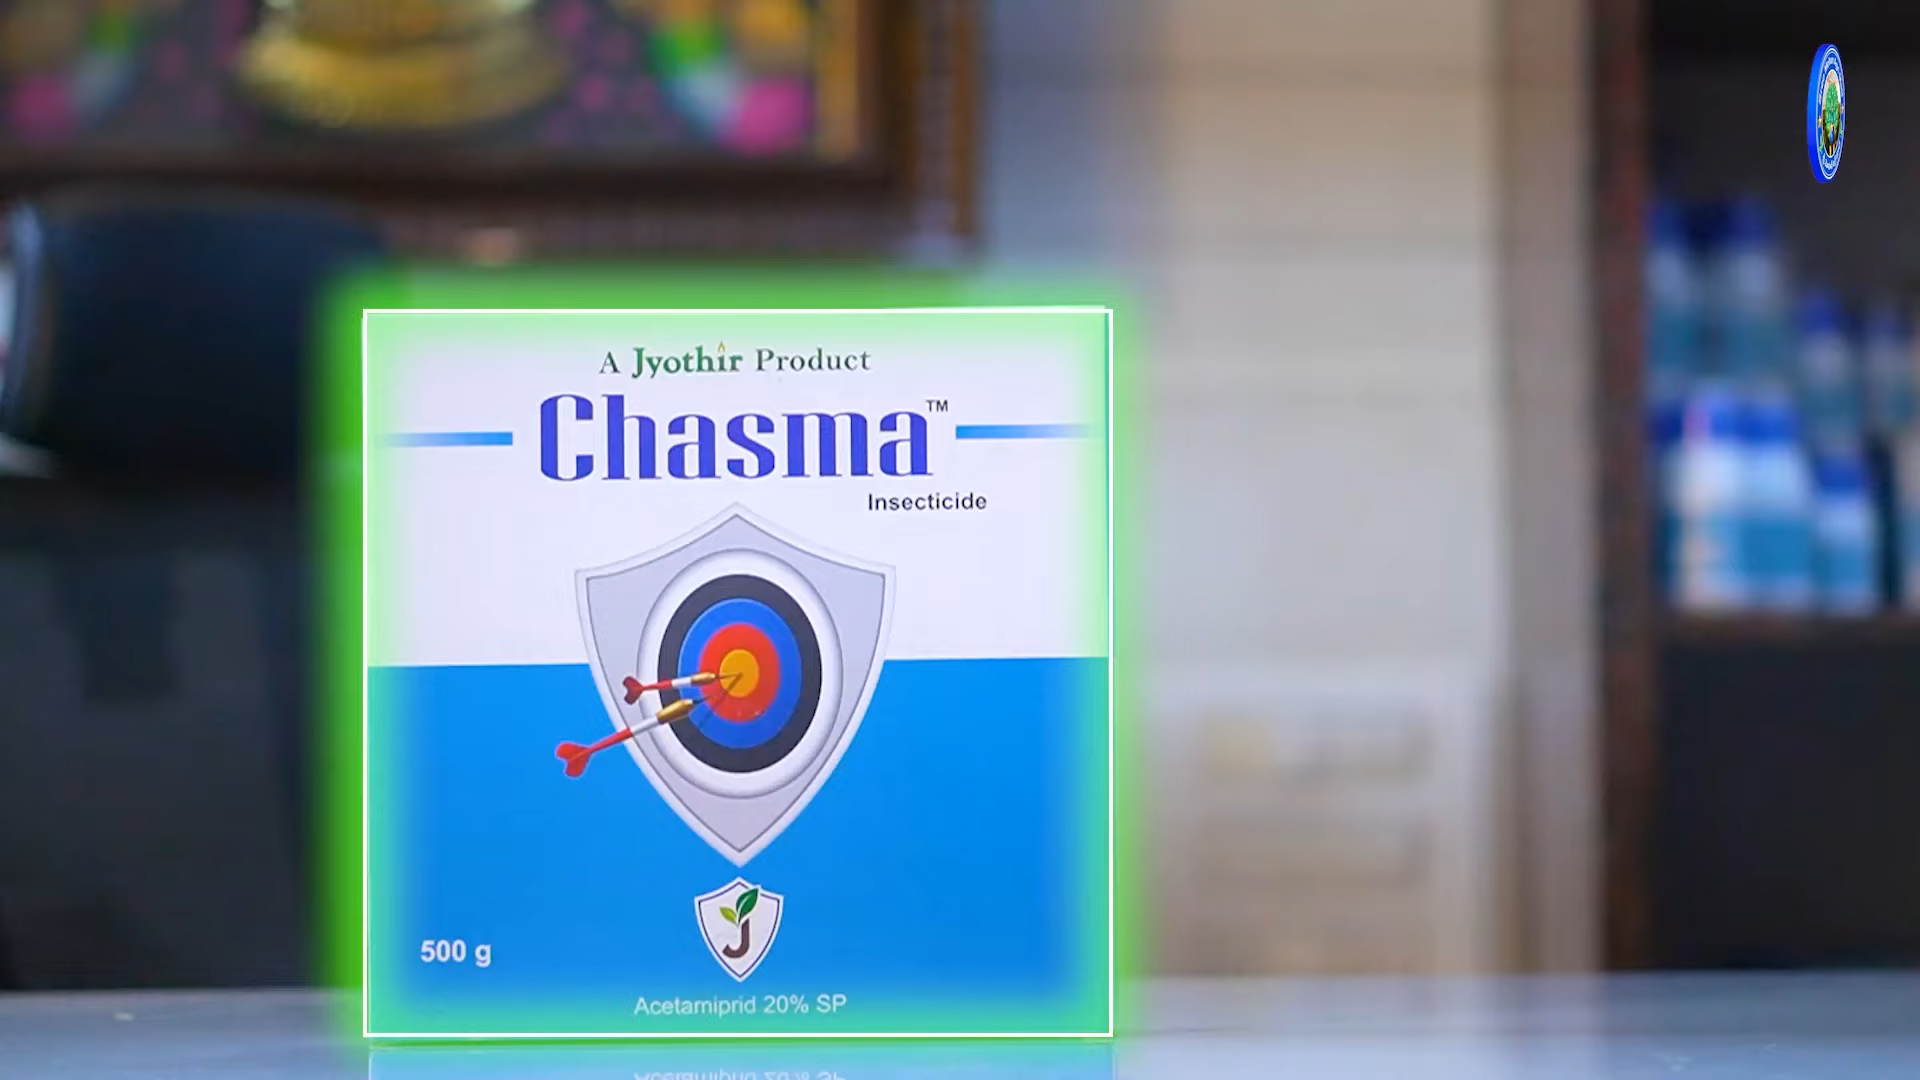 A Jyothir Product
Chasma™
Insecticide
J
500 g
Acetamiprid 20% SP